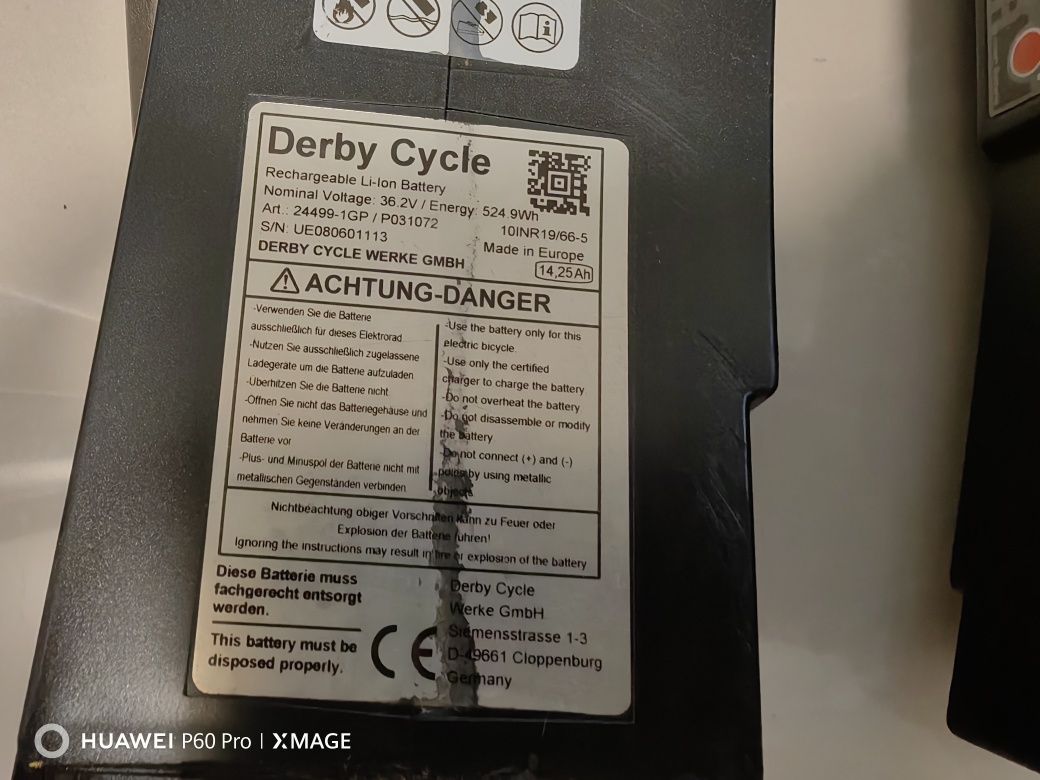 Derby Cycle
Rechargeable Li-Ion Battery
Nominal Voltage: 36.2V / Energy: 524.9Wh
Art.: 24499-1GP / P031072
10INR19/66-5
S/N: UE080601113
Made in Europe
DERBY CYCLE WERKE GMBH
14,25Ah
ACHTUNG-DANGER
-Verwenden Sie die Batterie
ausschließlich für dieses Elektrorad
-Nutzen Sie ausschließlich zugelassene
Ladegeräte um die Batterie aufzuladen
-Überhitzen Sie die Batterie nicht
-Öffnen Sie nicht das Batteriegehäuse und
nehmen Sie keine Veränderungen an der
Batterie vor
-Plus- und Minuspol der Batterie nicht mit
metallischen Gegenständen verbinden
-Use the battery only for this
electric bicycle.
-Use only the certified
charger to charge the battery
-Do not overheat the battery
-Do not disassemble or modify
the battery
-Do not connect (+) and (-)
poles by using metallic
objects
Nichtbeachtung obiger Vorschriften kann zu Feuer oder
Explosion der Batterie führen!
Ignoring the instructions may result in fire or explosion of the battery
Diese Batterie muss
fachgerecht entsorgt
werden.
This battery must be
disposed properly.
CE
Derby Cycle
Werke GmbH
Siemensstrasse 1-3
D-49661 Cloppenburg
Germany
HUAWEI P60 Pro | XMAGE